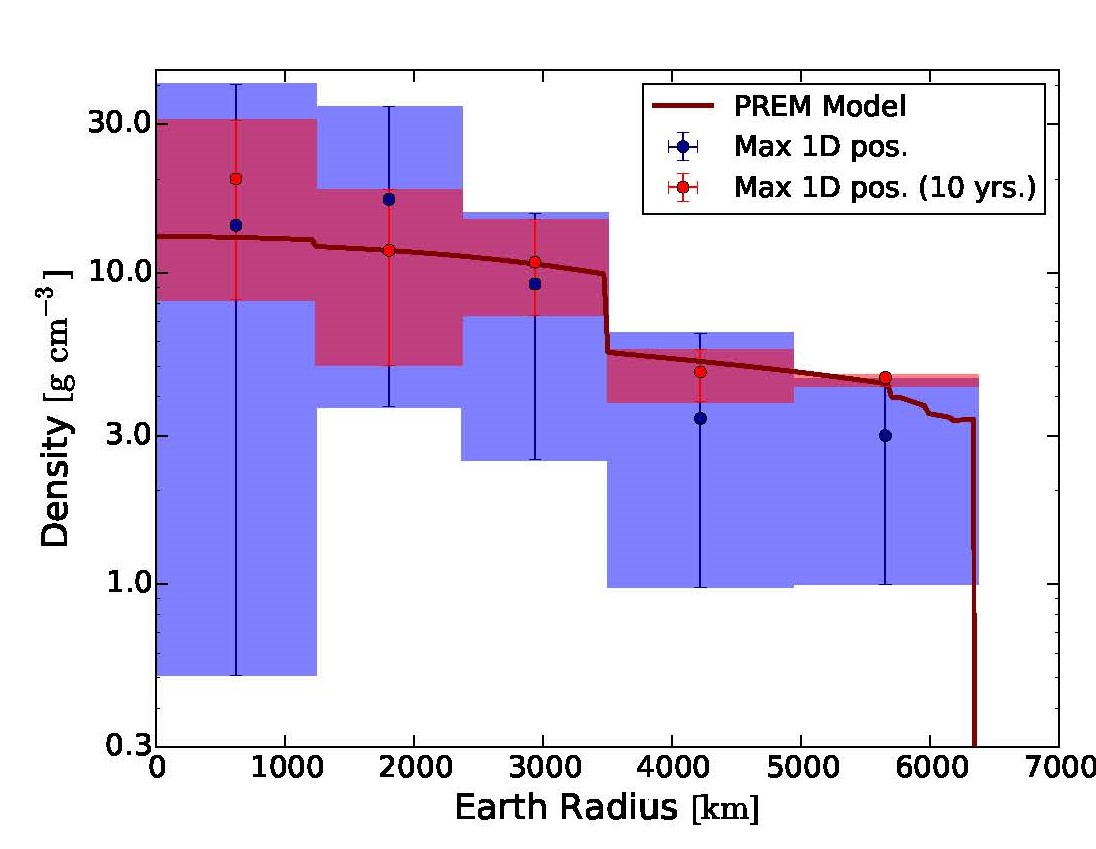 PREM Model
Max 1D pos.
Max 1D pos. (10 yrs.)
30.0
10.0
3.0
1.0
0.3
Density [g cm⁻³]
0 1000 2000 3000 4000 5000 6000 7000
Earth Radius [km]